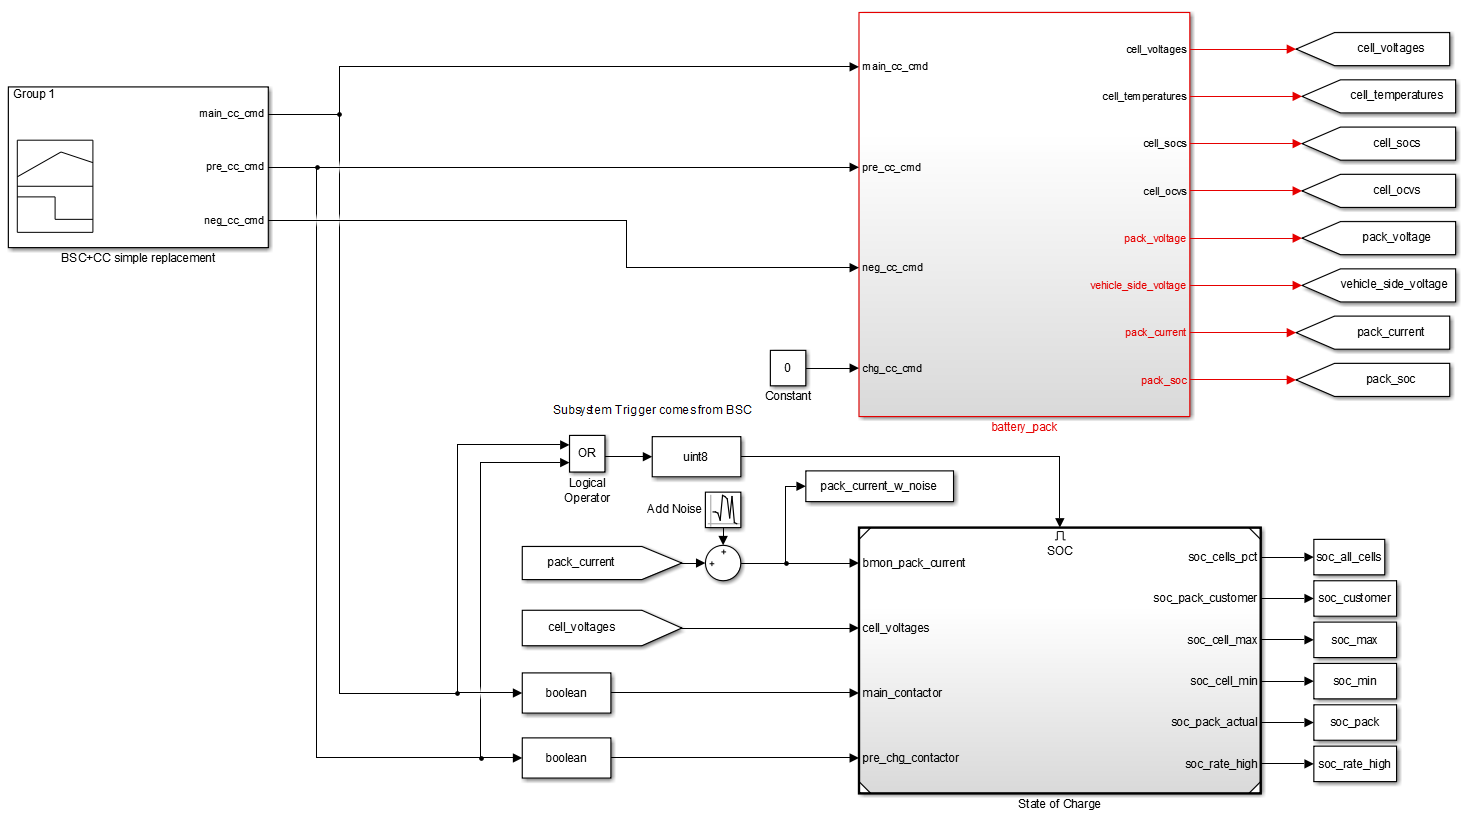 Group 1
main_cc_cmd
pre_cc_cmd
neg_cc_cmd
BSC+CC simple replacement
main_cc_cmd
pre_cc_cmd
neg_cc_cmd
chg_cc_cmd
0
Constant
cell_voltages
cell_temperatures
cell_socs
cell_ocvs
pack_voltage
vehicle_side_voltage
pack_current
pack_soc
battery_pack
cell_voltages
cell_temperatures
cell_socs
cell_ocvs
pack_voltage
vehicle_side_voltage
pack_current
pack_soc
Subsystem Trigger comes from BSC
OR
Logical
Operator
uint8
Add Noise
pack_current_w_noise
pack_current
+
+
cell_voltages
boolean
boolean
SOC
bmon_pack_current
cell_voltages
main_contactor
pre_chg_contactor
soc_cells_pct
soc_pack_customer
soc_cell_max
soc_cell_min
soc_pack_actual
soc_rate_high
State of Charge
soc_all_cells
soc_customer
soc_max
soc_min
soc_pack
soc_rate_high